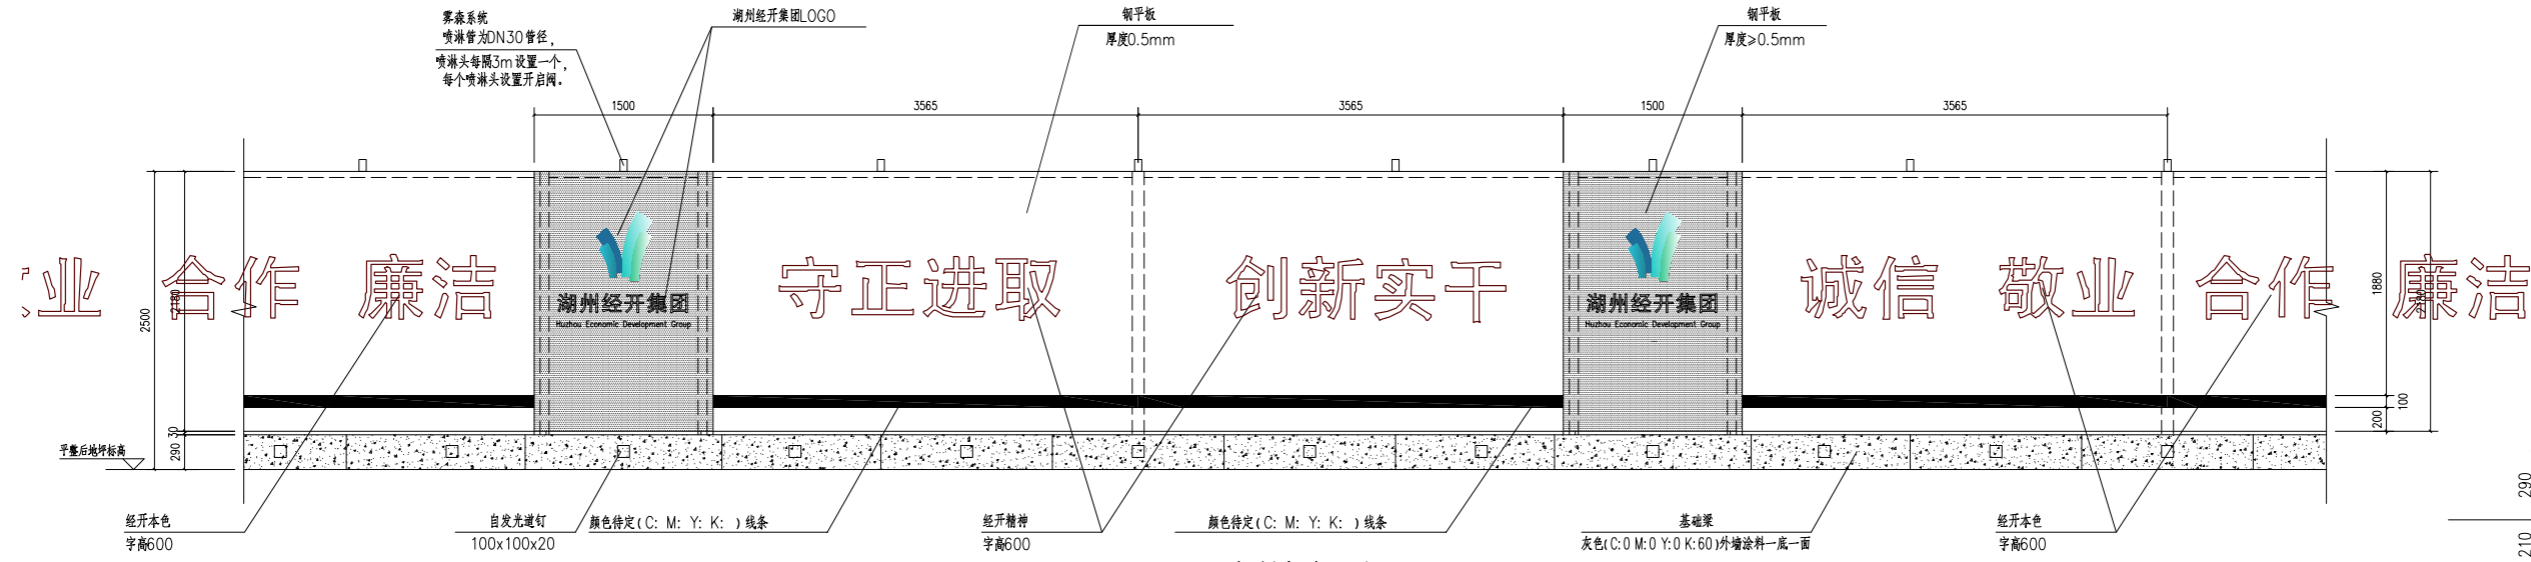 雾森系统
喷淋管为DN30管径，
喷淋头每隔3m设置一个，
每个喷淋头设置开启阀。
湖州经开集团LOGO
钢平板
厚度0.5mm
钢平板
厚度≥0.5mm
1500
3565
3565
1500
3565
业 合作 廉洁
湖州经开集团
Huzhou Economic Development Group
守正进取
创新实干
湖州经开集团
Huzhou Economic Development Group
诚信 敬业 合作 廉洁
2500
2180
30
290
1880
2180
100
200
平整后地坪标高
经开本色
字高600
自发光道钉
100x100x20
颜色待定(C: M: Y: K: )线条
经开精神
字高600
颜色待定(C: M: Y: K: )线条
基础梁
灰色(C:0 M:0 Y:0 K:60)外墙涂料一底一面
经开本色
字高600
290
210